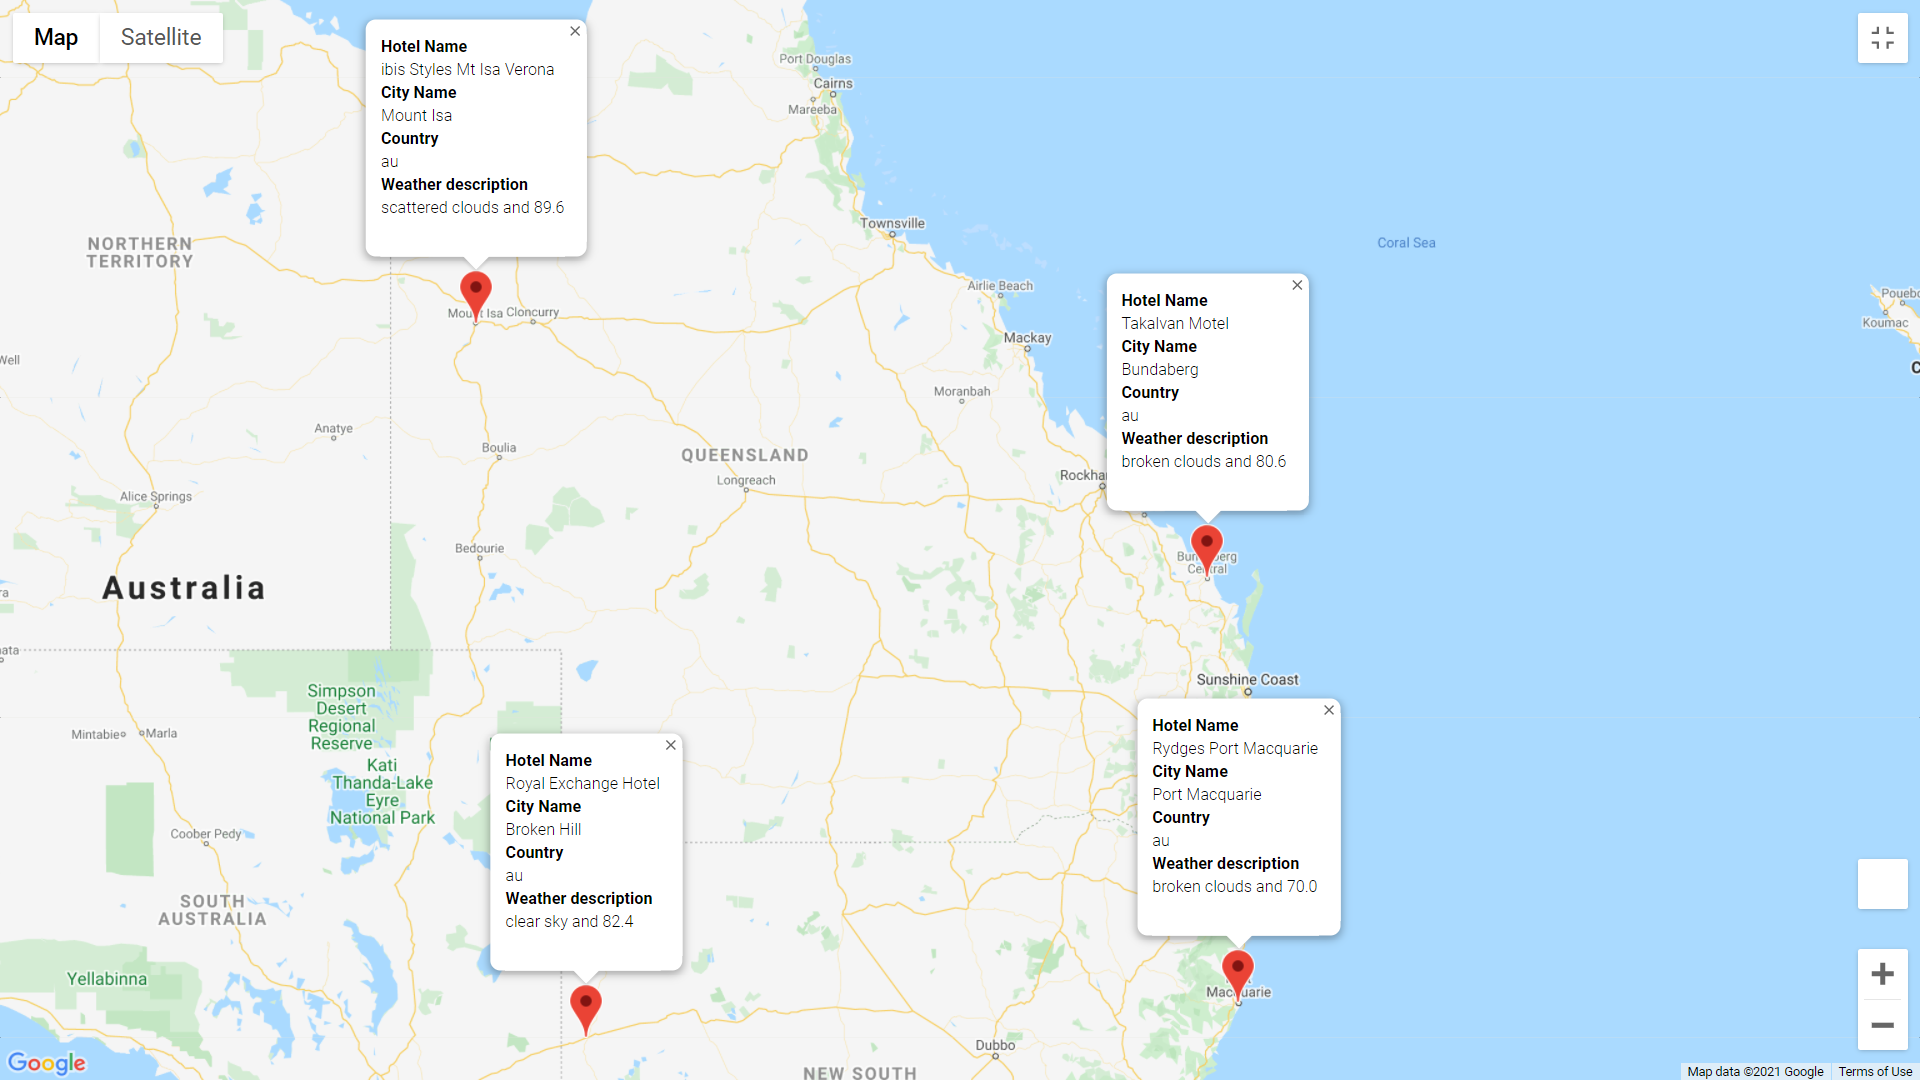 Map
Satellite
Hotel Name
ibis Styles Mt Isa Verona
City Name
Mount Isa
Country
au
Weather description
scattered clouds and 89.6
Port Douglas
Cairns
Mareeba
Townsville
Coral Sea
NORTHERN
TERRITORY
Airlie Beach
Mackay
Cloncurry
Moranbah
Hotel Name
Takalvan Motel
City Name
Bundaberg
Country
au
Weather description
broken clouds and 80.6
Koumac
Anatye
Boulia
QUEENSLAND
Longreach
Alice Springs
Bedourie
Central
Australia
Simpson
Desert
Regional
Reserve
Sunshine Coast
Mintabie
Marla
Kati
Thanda-Lake
Eyre
National Park
Hotel Name
Royal Exchange Hotel
City Name
Broken Hill
Country
au
Weather description
clear sky and 82.4
Hotel Name
Rydges Port Macquarie
City Name
Port Macquarie
Country
au
Weather description
broken clouds and 70.0
Coober Pedy
SOUTH
AUSTRALIA
Yellabinna
Macquarie
Dubbo
NEW SOUTH
Google
Map data ©2021 Google
Terms of Use